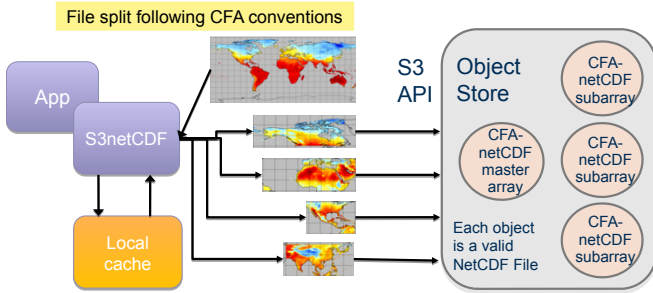 File split following CFA conventions
App
S3netCDF
Local
cache
S3
API
Object
Store
CFA-
netCDF
subarray
CFA-
netCDF
master
array
CFA-
netCDF
subarray
CFA-
netCDF
subarray
Each object
is a valid
NetCDF File